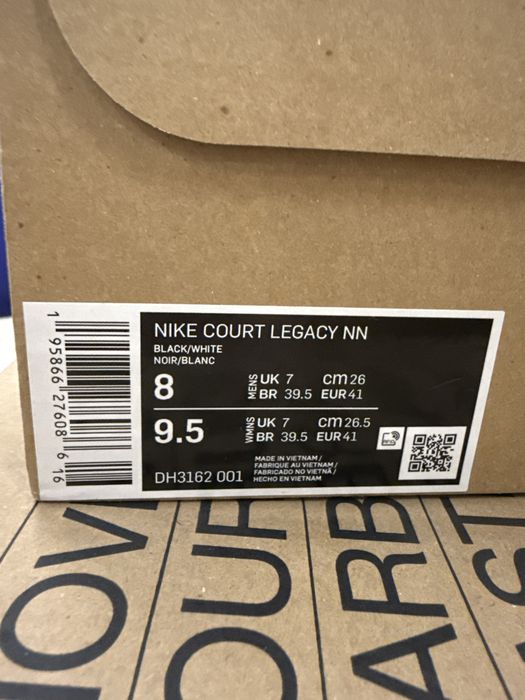 NIKE COURT LEGACY NN
BLACK/WHITE
NOIR/BLANC
8 MENS UK 7 cm 26
BR 39.5 EUR 41
9.5 WMNS UK 7 cm 26.5
BR 39.5 EUR 41
MADE IN VIETNAM /
FABRIQUE AU VIETNAM /
FABRICADO NO VIETNÃ /
HECHO EN VIETNAM
DH3162 001
1 95866 27608 6 16